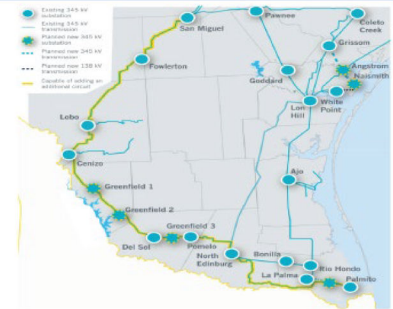 Existing 345 kV
substation
Existing 345 kV
transmission
Planned new 345 kV
substation
Planned new 345 kV
transmission
Planned new 138 kV
transmission
Capable of adding an
additional circuit
San Miguel
Pawnee
Coleto
Creek
Grissom
Fowlerton
Goddard
Angstrom
Naismith
White
Point
Lon
Hill
Lobo
Cenizo
Ajo
Greenfield 1
Greenfield 2
Greenfield 3
Del Sol
Pomelo
North
Edinburg
Bonilla
Rio Hondo
La Palma
Palmito